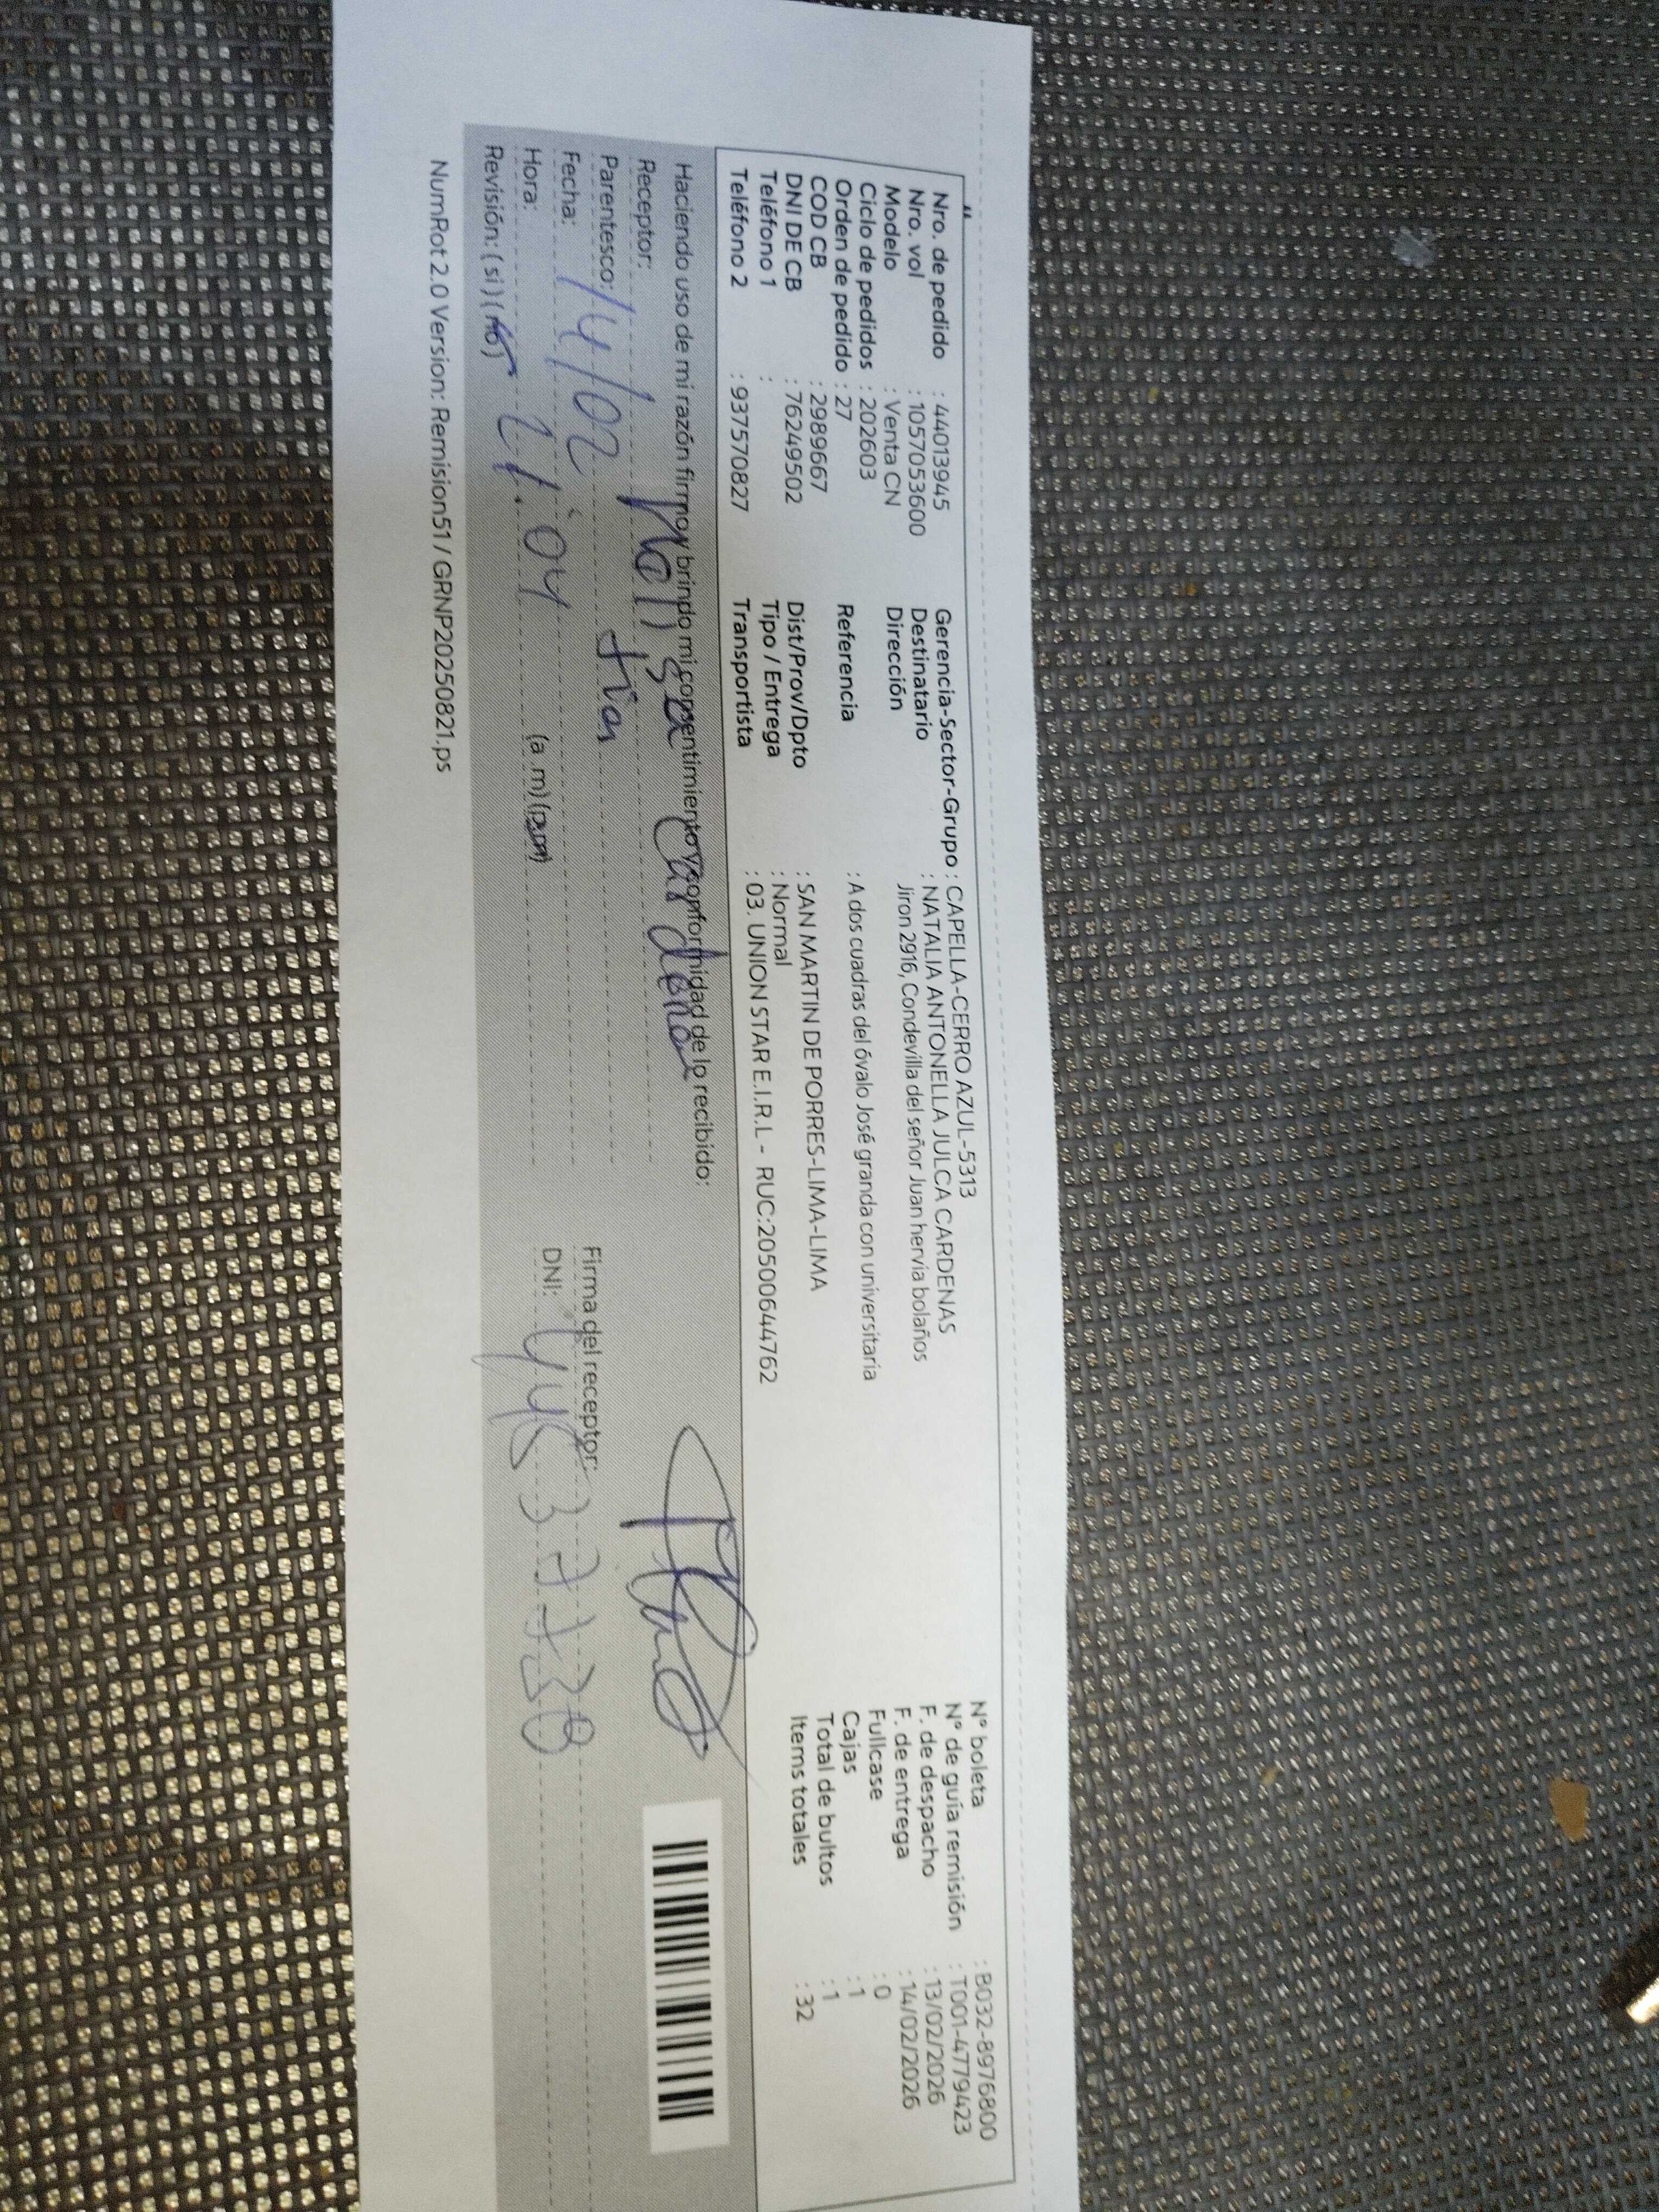 Nro. de pedido : 44013945
Nro. vol : 1057053600
Modelo : Venta CN
Ciclo de pedidos : 202603
Orden de pedido : 27
COD CB : 2989667
DNI DE CB : 76249502
Teléfono 1 :
Teléfono 2 : 937570827
Gerencia-Sector-Grupo : CAPELLA-CERRO AZUL-5313
Destinatario : NATALIA ANTONELLA JULCA CARDENAS
Dirección Jiron 2916, Condevilla del señor Juan hervia bolaños
Referencia : A dos cuadras del óvalo José granda con universitaria
Dist/Prov/Dpto : SAN MARTIN DE PORRES-LIMA-LIMA
Tipo / Entrega : Normal
Transportista : 03. UNION STAR E.I.R.L - RUC:20500644762
N° boleta : B032-8976800
N° de guía remisión : T001-47794423
F. de despacho : 13/02/2026
F. de entrega : 14/02/2026
Fullcase : 0
Cajas : 1
Total de bultos : 1
Items totales : 32
Haciendo uso de mi razón firmo y brindo mi consentimiento y conformidad de lo recibido:
Receptor:
Parentesco: tia
Fecha: 14/02
Hora: 21:04 (a.m) (p.m)
Revisión: ( si ) ( no )
Firma del receptor:
DNI:
NumRot 2.0 Version: Remision51 / GRNP20250821.ps